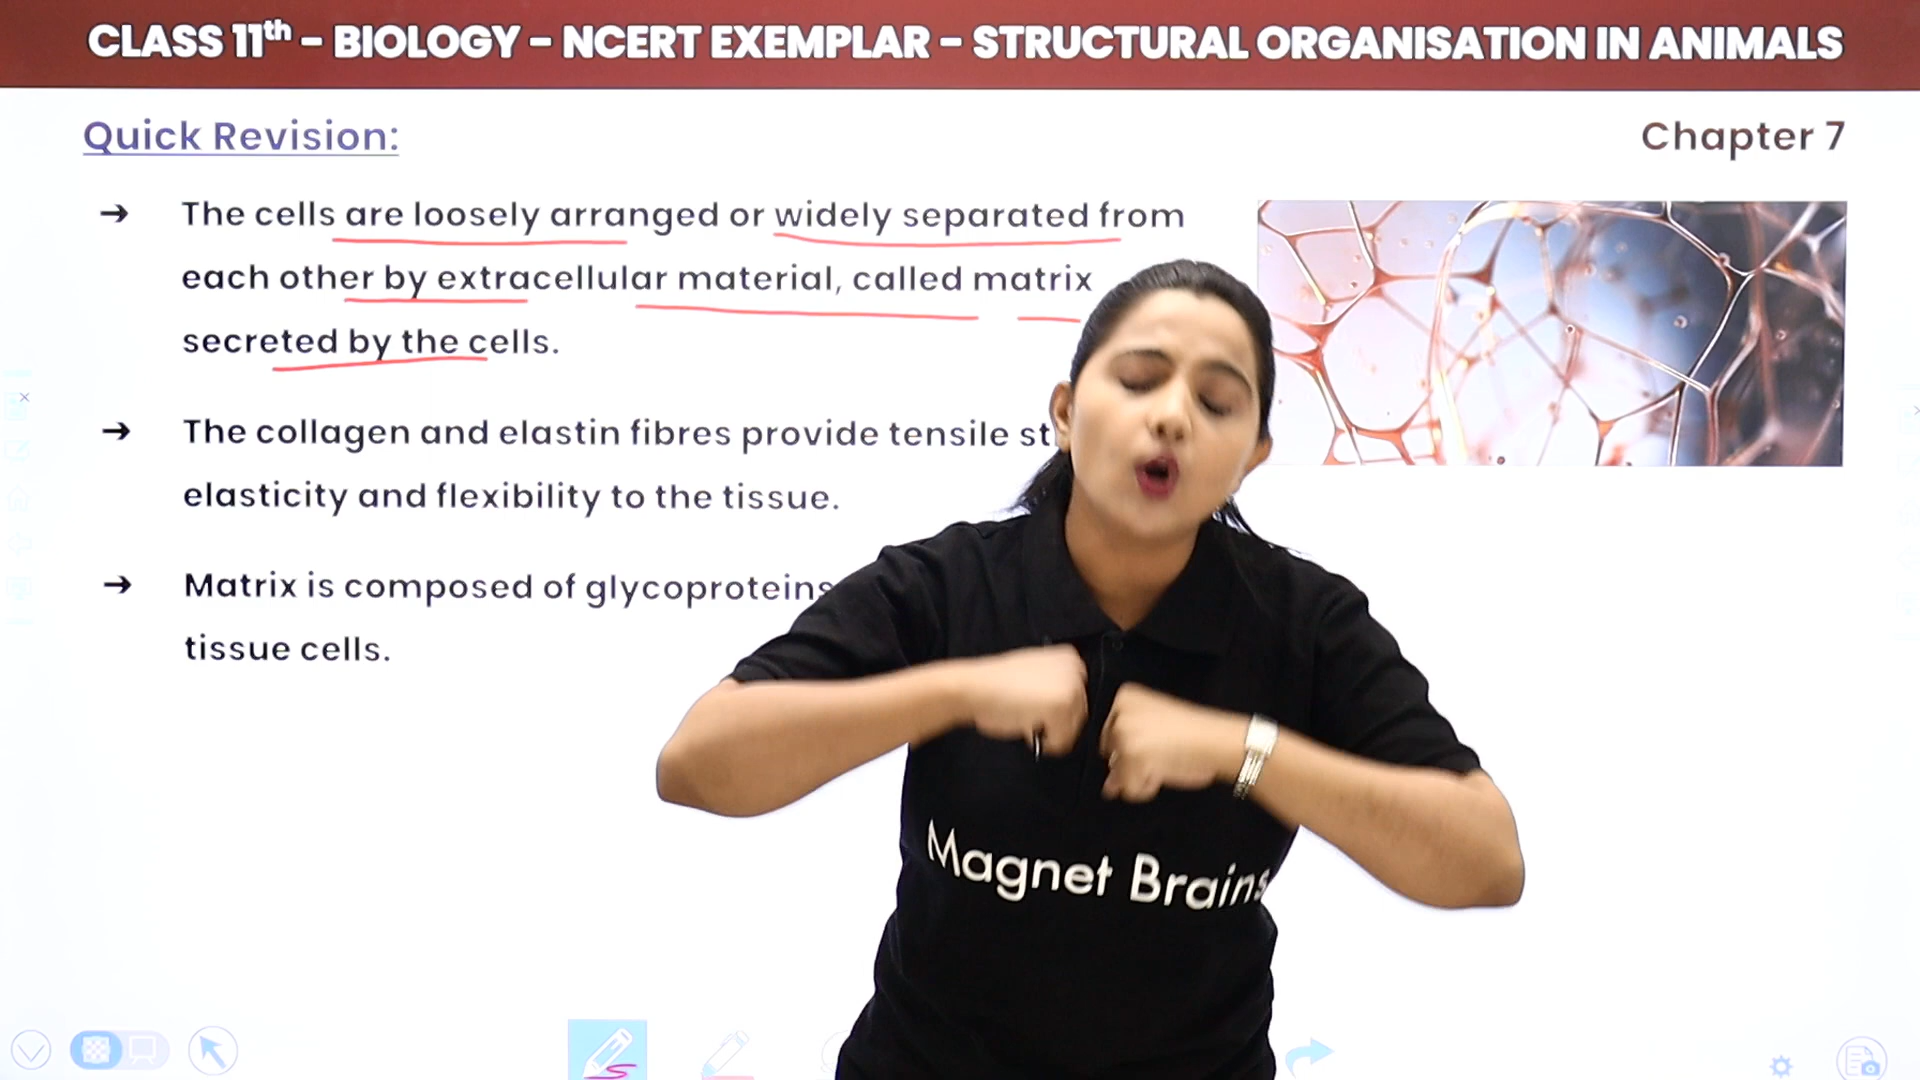 CLASS 11th - BIOLOGY - NCERT EXEMPLAR - STRUCTURAL ORGANISATION IN ANIMALS
Quick Revision:
Chapter 7
➔ The cells are loosely arranged or widely separated from
each other by extracellular material, called matrix
secreted by the cells.
➔ The collagen and elastin fibres provide tensile
elasticity and flexibility to the tissue.
➔ Matrix is composed of glycoproteins
tissue cells.
Magnet Brains